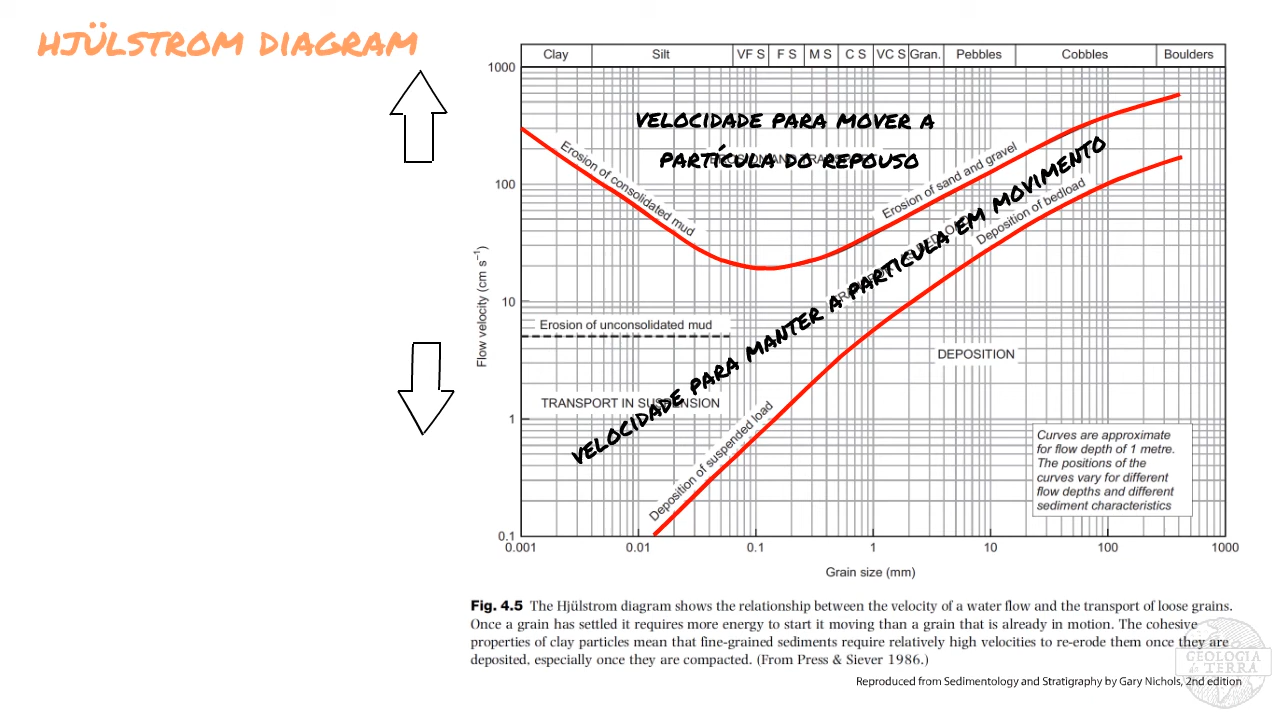 HJÜLSTROM DIAGRAM
Clay Silt VF S F S M S C S VC S Gran. Pebbles Cobbles Boulders
1000
VELOCIDADE PARA MOVER A
PARTÍCULA DO REPOUSO
Erosion of consolidated mud
Erosion of sand and gravel
VELOCIDADE PARA MANTER A PARTICULA EM MOVIMENTO
Deposition of bedload
100
Flow velocity (cm s⁻¹)
10
Erosion of unconsolidated mud
DEPOSITION
TRANSPORT IN SUSPENSION
1
Deposition of suspended load
Curves are approximate
for flow depth of 1 metre.
The positions of the
curves vary for different
flow depths and different
sediment characteristics
0.1
0.001 0.01 0.1 1 10 100 1000
Grain size (mm)
Fig. 4.5 The Hjülstrom diagram shows the relationship between the velocity of a water flow and the transport of loose grains.
Once a grain has settled it requires more energy to start it moving than a grain that is already in motion. The cohesive
properties of clay particles mean that fine-grained sediments require relatively high velocities to re-erode them once they are
deposited, especially once they are compacted. (From Press & Siever 1986.)
GEOLOGIA
da TERRA
Reproduced from Sedimentology and Stratigraphy by Gary Nichols, 2nd edition